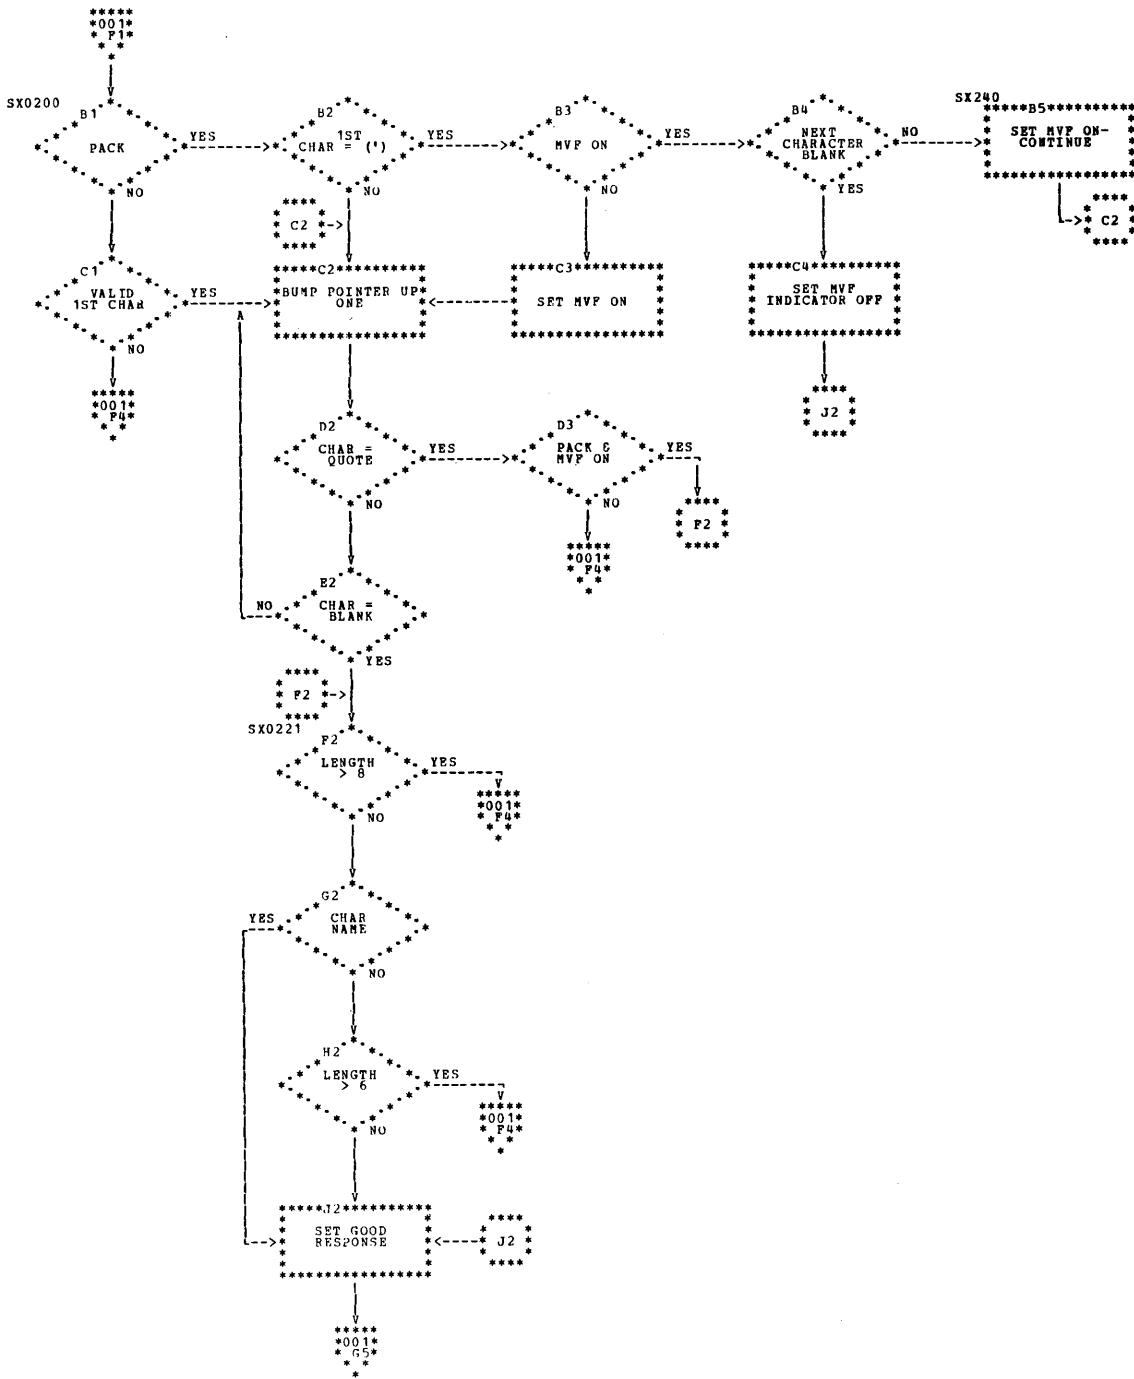 001
F1
SX0200
B1
PACK
YES
NO
B2
1ST
CHAR = (')
YES
NO
B3
MVF ON
YES
NO
B4
NEXT
CHARACTER
BLANK
NO
YES
SX240
B5
SET MVF ON-
CONTINUE
C2
C2
C1
VALID
1ST CHAR
YES
NO
A
C2
BUMP POINTER UP
ONE
C3
SET MVF ON
C4
SET MVF
INDICATOR OFF
001
F4
J2
D2
CHAR =
QUOTE
YES
NO
D3
PACK &
MVF ON
YES
NO
F2
001
F4
E2
CHAR =
BLANK
NO
YES
F2
SX0221
F2
LENGTH
> 8
YES
NO
001
F4
G2
CHAR
NAME
YES
NO
H2
LENGTH
> 6
YES
NO
001
F4
J2
SET GOOD
RESPONSE
J2
001
G5